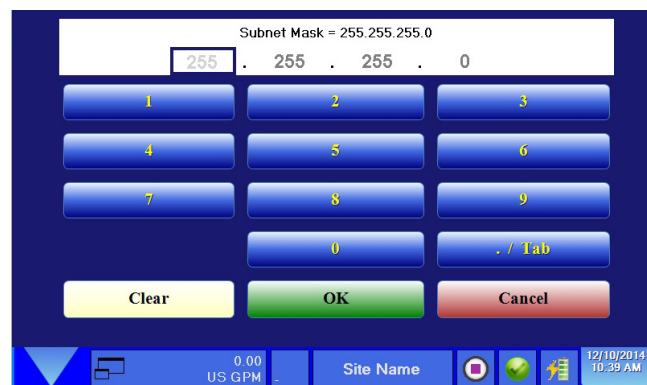 Subnet Mask = 255.255.255.0
255 . 255 . 255 . 0
1 2 3
4 5 6
7 8 9
0 . / Tab
Clear OK Cancel
0.00 12/10/2014
US GPM - Site Name 10:39 AM